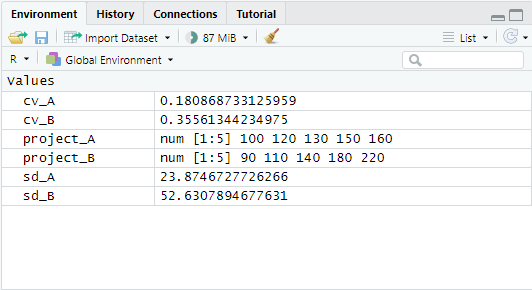 Environment History Connections Tutorial
Import Dataset 87 MiB List
R Global Environment
Values
cv_A 0.180868733125959
cv_B 0.35561344234975
project_A num [1:5] 100 120 130 150 160
project_B num [1:5] 90 110 140 180 220
sd_A 23.8746727726266
sd_B 52.6307894677631